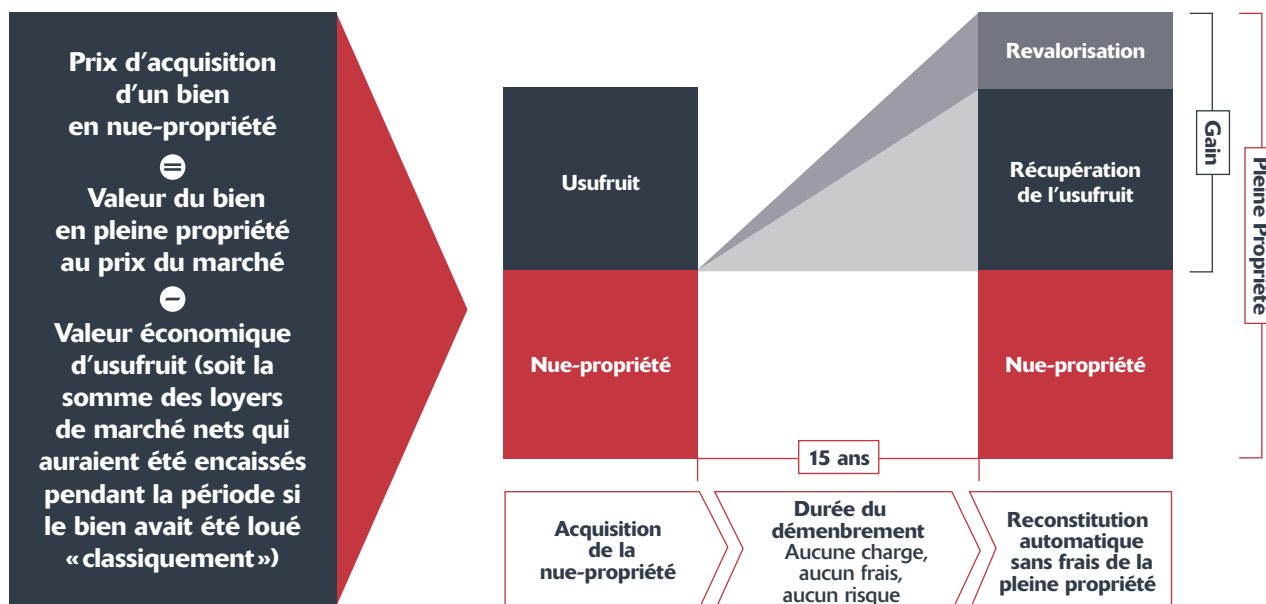 Prix d’acquisition
d’un bien
en nue-propriété
=
Valeur du bien
en pleine propriété
au prix du marché
–
Valeur économique
d’usufruit (soit la
somme des loyers
de marché nets qui
auraient été encaissés
pendant la période si
le bien avait été loué
«classiquement»)
Usufruit
Nue-propriété
Revalorisation
Récupération
de l’usufruit
Nue-propriété
Gain
Pleine Propriété
15 ans
Acquisition
de la
nue-propriété
Durée du
démenbrement
Aucune charge,
aucun frais,
aucun risque
Reconstitution
automatique
sans frais de la
pleine propriété